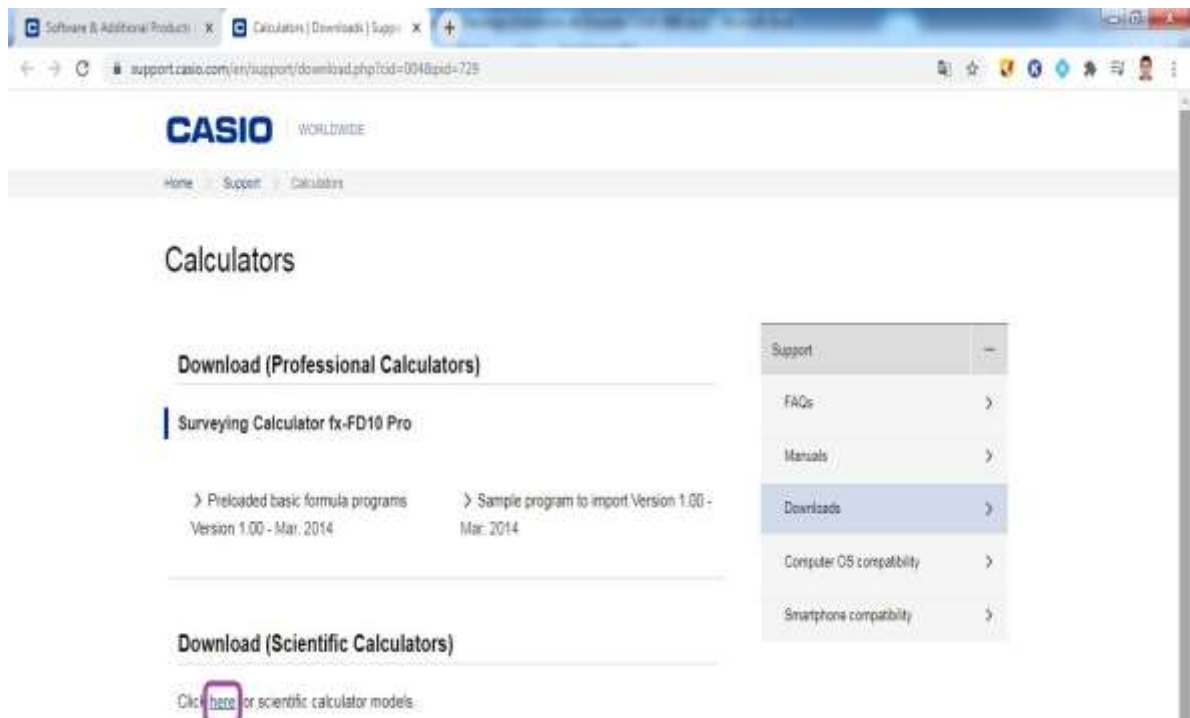 Software & Additional Products
Calculators | Downloads | Suppo
support.casio.com/en/support/download.php?cid=004&pid=729
CASIO WORLDWIDE
Home Support Calculators
Calculators
Download (Professional Calculators)
Surveying Calculator fx-FD10 Pro
Preloaded basic formula programs
Version 1.00 - Mar. 2014
Sample program to import Version 1.00 -
Mar. 2014
Download (Scientific Calculators)
Click here for scientific calculator models
Support
FAQs
Manuals
Downloads
Computer OS compatibility
Smartphone compatibility